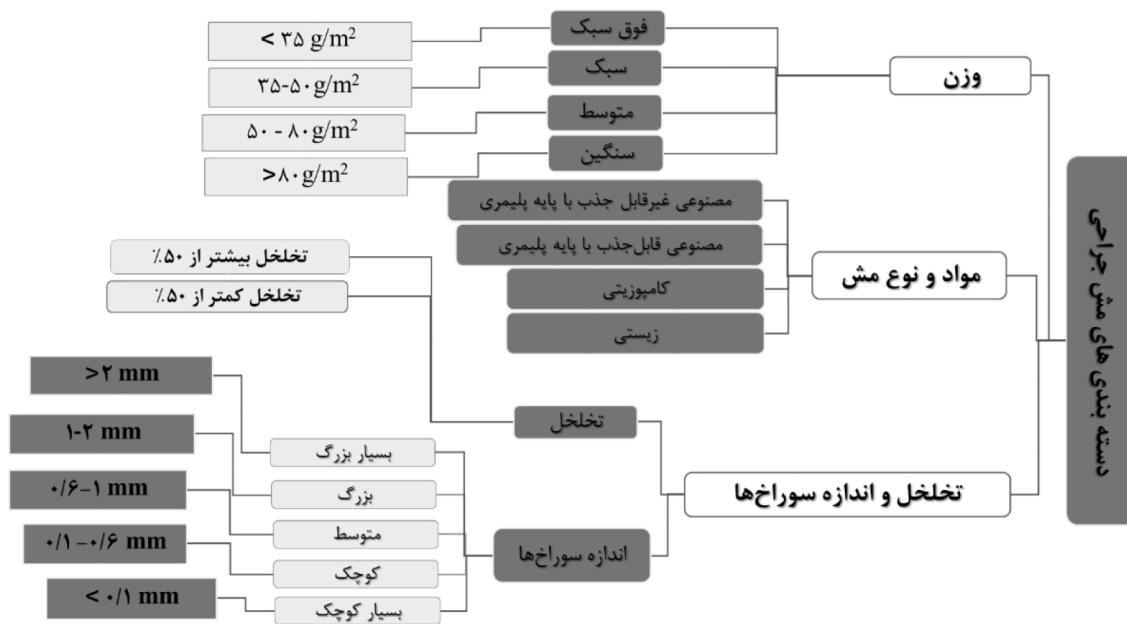 دسته بندی های مش جراحی
وزن
فوق سبک
< ۳۵ g/m²
سبک
۳۵-۵۰g/m²
متوسط
۵۰ - ۸۰g/m²
سنگین
>۸۰g/m²
مواد و نوع مش
مصنوعی غیرقابل جذب با پایه پلیمری
مصنوعی قابل‌جذب با پایه پلیمری
کامپوزیتی
زیستی
تخلخل و اندازه سوراخ‌ها
تخلخل
تخلخل بیشتر از ۵۰٪
تخلخل کمتر از ۵۰٪
اندازه سوراخ‌ها
بسیار بزرگ
>۲ mm
بزرگ
۱-۲ mm
متوسط
۰/۶-۱ mm
کوچک
۰/۱-۰/۶ mm
بسیار کوچک
< ۰/۱ mm